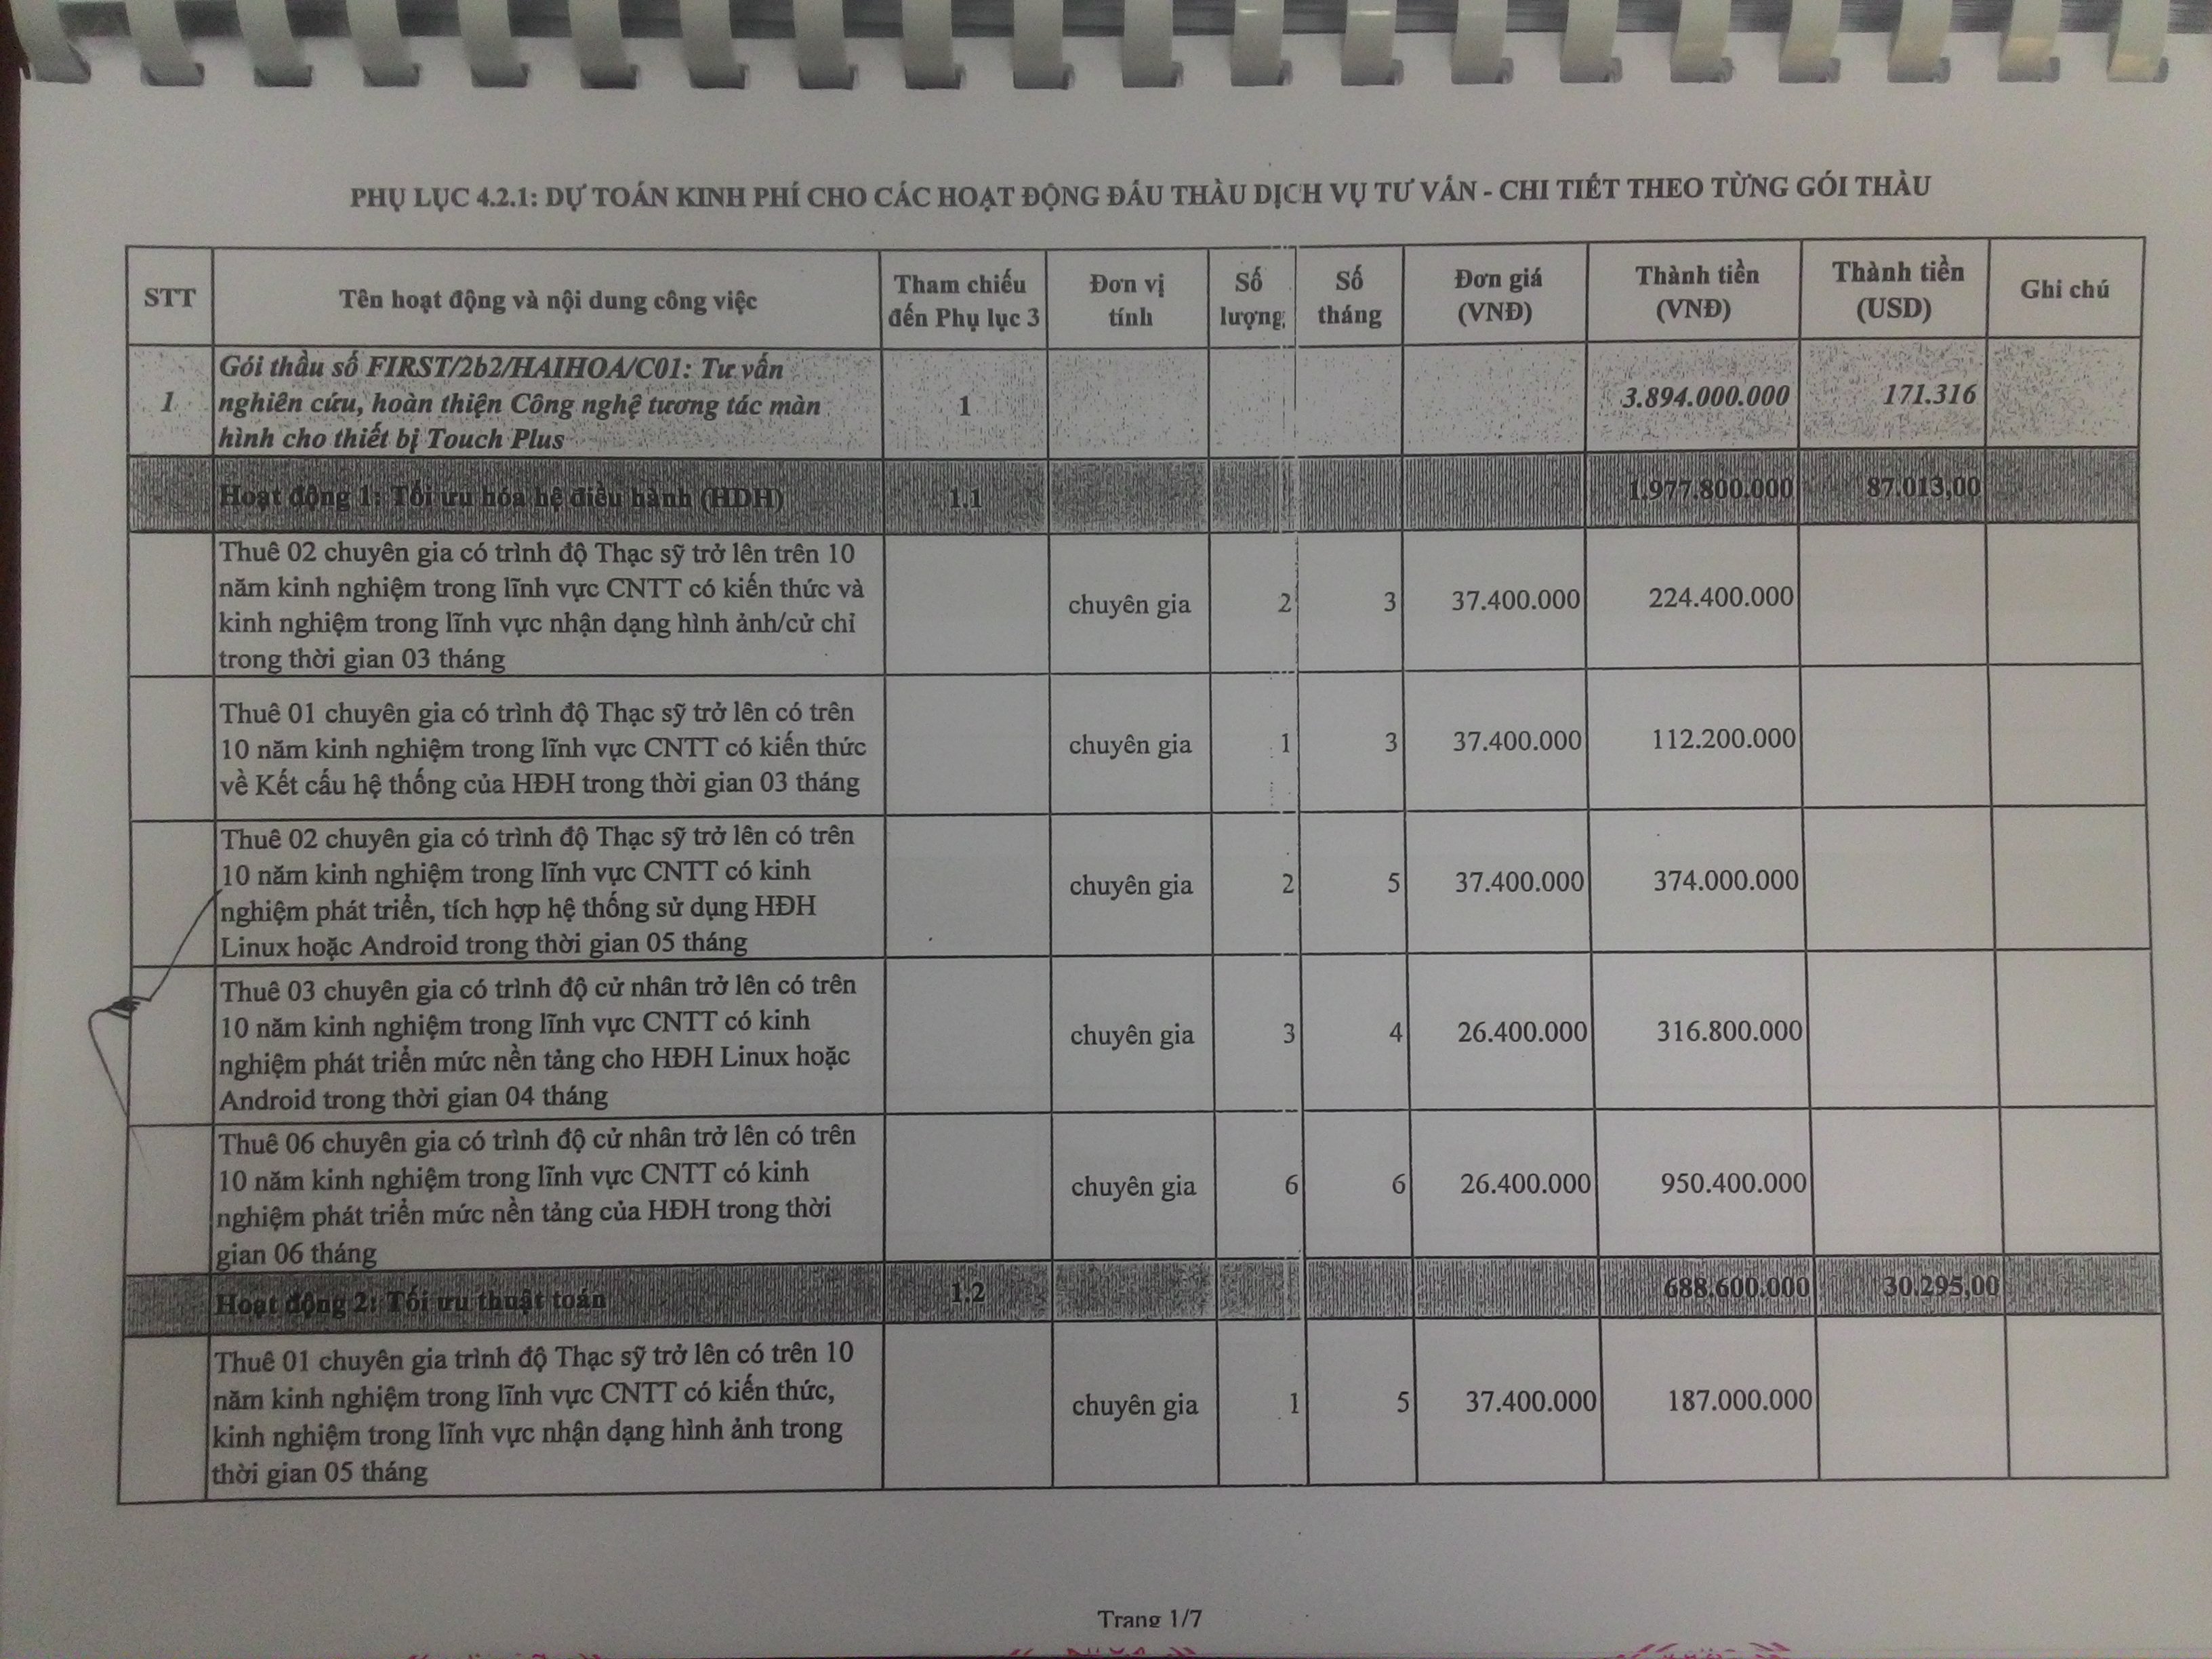 PHỤ LỤC 4.2.1: DỰ TOÁN KINH PHÍ CHO CÁC HOẠT ĐỘNG ĐẤU THẦU DỊCH VỤ TƯ VẤN - CHI TIẾT THEO TỪNG GÓI THẦU
STT
Tên hoạt động và nội dung công việc
Tham chiếu
đến Phụ lục 3
Đơn vị
tính
Số
lượng
Số
tháng
Đơn giá
(VNĐ)
Thành tiền
(VNĐ)
Thành tiền
(USD)
Ghi chú
1
Gói thầu số FIRST/2b2/HAIHOA/C01: Tư vấn
nghiên cứu, hoàn thiện Công nghệ tương tác màn
hình cho thiết bị Touch Plus
1
3.894.000.000
171.316
Hoạt động 1: Tối ưu hóa hệ điều hành (HĐH)
1.1
1.977.800.000
87.013,00
Thuê 02 chuyên gia có trình độ Thạc sỹ trở lên trên 10
năm kinh nghiệm trong lĩnh vực CNTT có kiến thức và
kinh nghiệm trong lĩnh vực nhận dạng hình ảnh/cử chỉ
trong thời gian 03 tháng
chuyên gia
2
3
37.400.000
224.400.000
Thuê 01 chuyên gia có trình độ Thạc sỹ trở lên có trên
10 năm kinh nghiệm trong lĩnh vực CNTT có kiến thức
về Kết cấu hệ thống của HĐH trong thời gian 03 tháng
chuyên gia
1
3
37.400.000
112.200.000
Thuê 02 chuyên gia có trình độ Thạc sỹ trở lên có trên
10 năm kinh nghiệm trong lĩnh vực CNTT có kinh
nghiệm phát triển, tích hợp hệ thống sử dụng HĐH
Linux hoặc Android trong thời gian 05 tháng
chuyên gia
2
5
37.400.000
374.000.000
Thuê 03 chuyên gia có trình độ cử nhân trở lên có trên
10 năm kinh nghiệm trong lĩnh vực CNTT có kinh
nghiệm phát triển mức nền tảng cho HĐH Linux hoặc
Android trong thời gian 04 tháng
chuyên gia
3
4
26.400.000
316.800.000
Thuê 06 chuyên gia có trình độ cử nhân trở lên có trên
10 năm kinh nghiệm trong lĩnh vực CNTT có kinh
nghiệm phát triển mức nền tảng của HĐH trong thời
gian 06 tháng
chuyên gia
6
6
26.400.000
950.400.000
Hoạt động 2: Tối ưu thuật toán
1.2
688.600.000
30.295,00
Thuê 01 chuyên gia trình độ Thạc sỹ trở lên có trên 10
năm kinh nghiệm trong lĩnh vực CNTT có kiến thức,
kinh nghiệm trong lĩnh vực nhận dạng hình ảnh trong
thời gian 05 tháng
chuyên gia
1
5
37.400.000
187.000.000
Trang 1/7